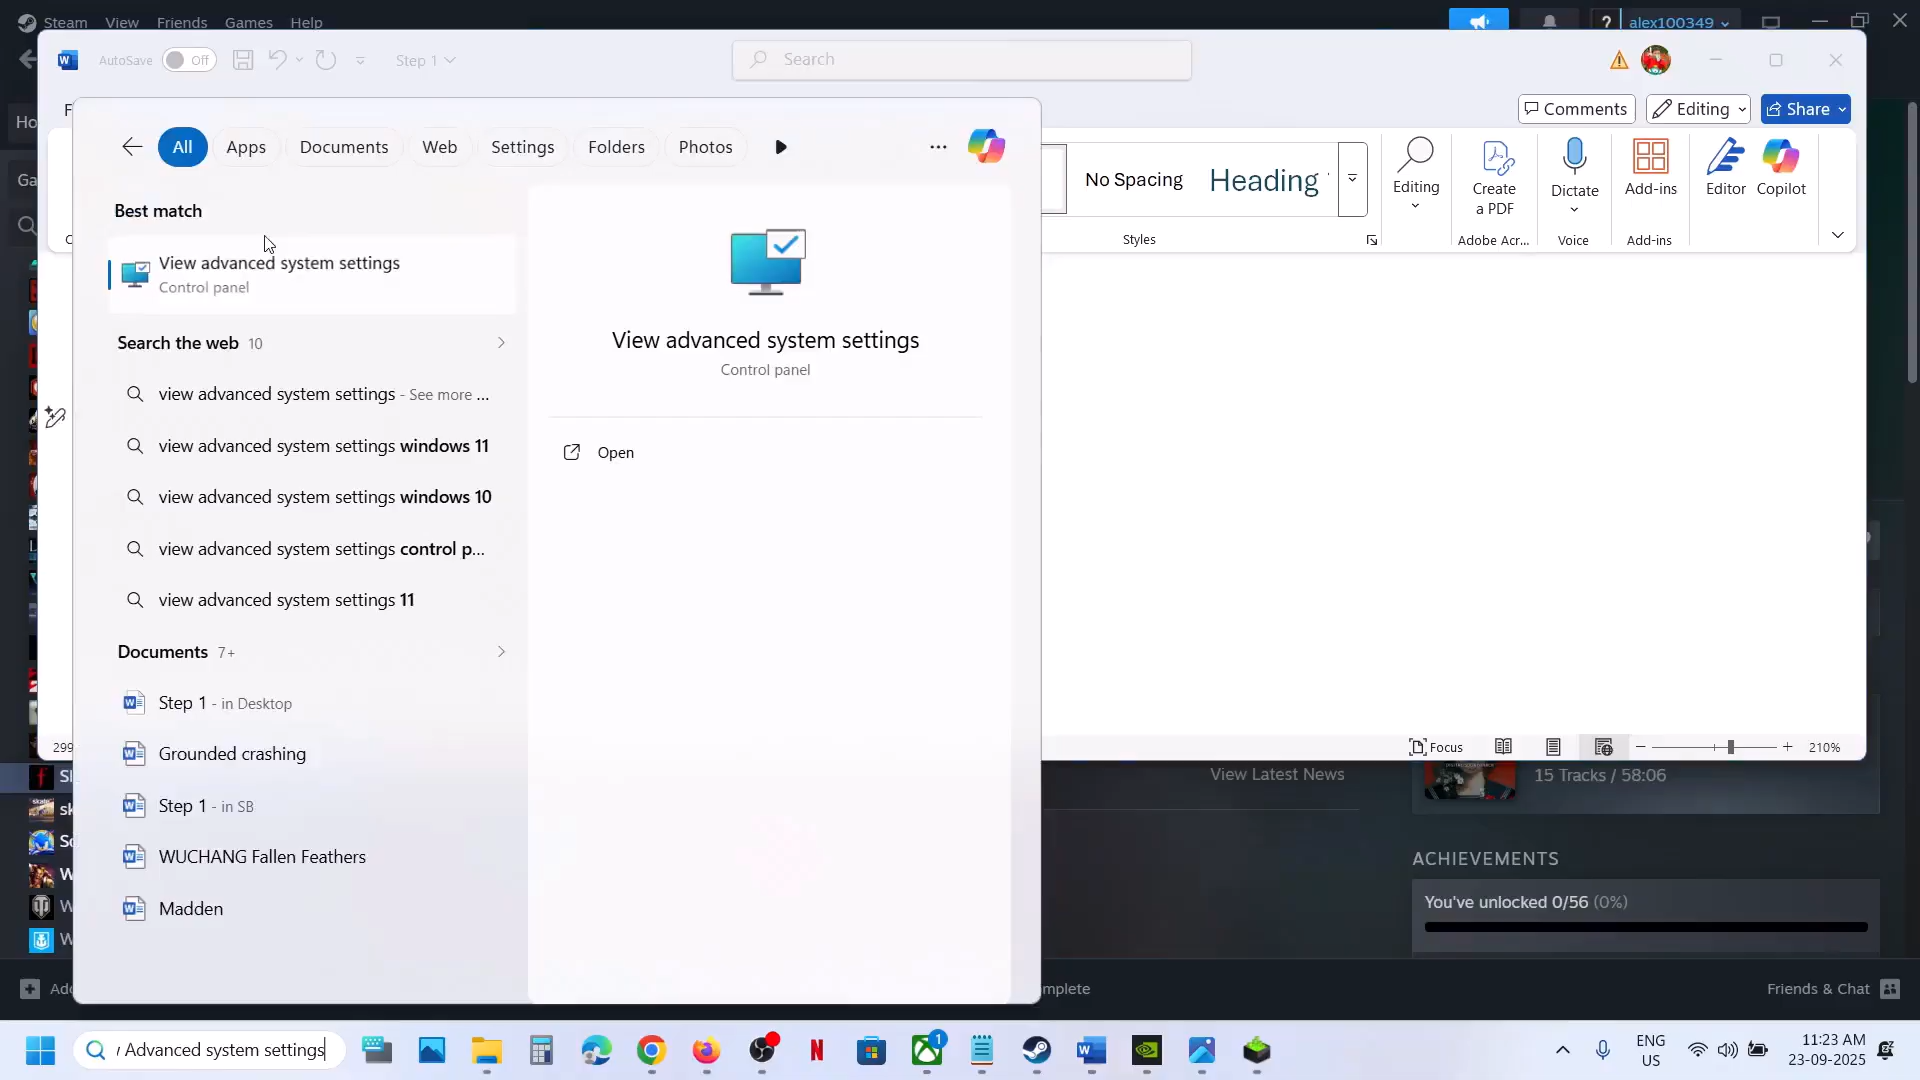 Steam View Friends Games Help
? alex100349
AutoSave Off
Step 1
Search
Comments Editing Share
All Apps Documents Web Settings Folders Photos
Best match
View advanced system settings
Control panel
Search the web 10
view advanced system settings - See more ...
view advanced system settings windows 11
view advanced system settings windows 10
view advanced system settings control p...
view advanced system settings 11
Documents 7+
Step 1 - in Desktop
Grounded crashing
Step 1 - in SB
WUCHANG Fallen Feathers
Madden
View advanced system settings
Control panel
Open
No Spacing Heading
Styles
Editing
Create
a PDF
Adobe Acr...
Dictate
Voice
Add-ins
Add-ins
Editor
Copilot
Focus
210%
299
View Latest News
15 Tracks / 58:06
ACHIEVEMENTS
You've unlocked 0/56 (0%)
Friends & Chat
Advanced system settings
1
ENG
US
11:23 AM
23-09-2025